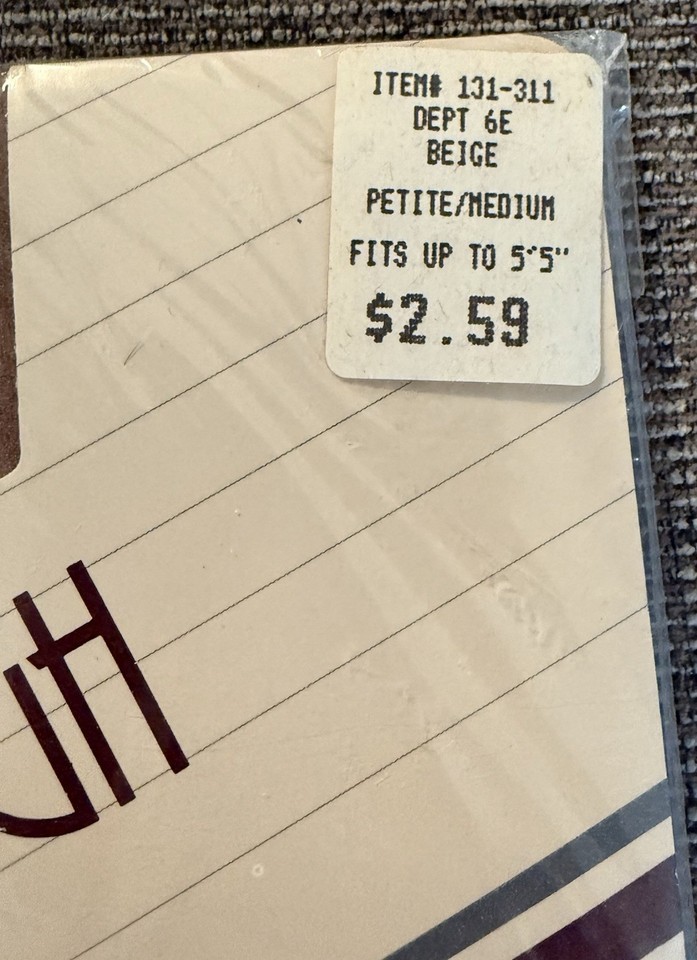 ITEM# 131-311
DEPT 6E
BEIGE
PETITE/MEDIUM
FITS UP TO 5'5"
$2.59